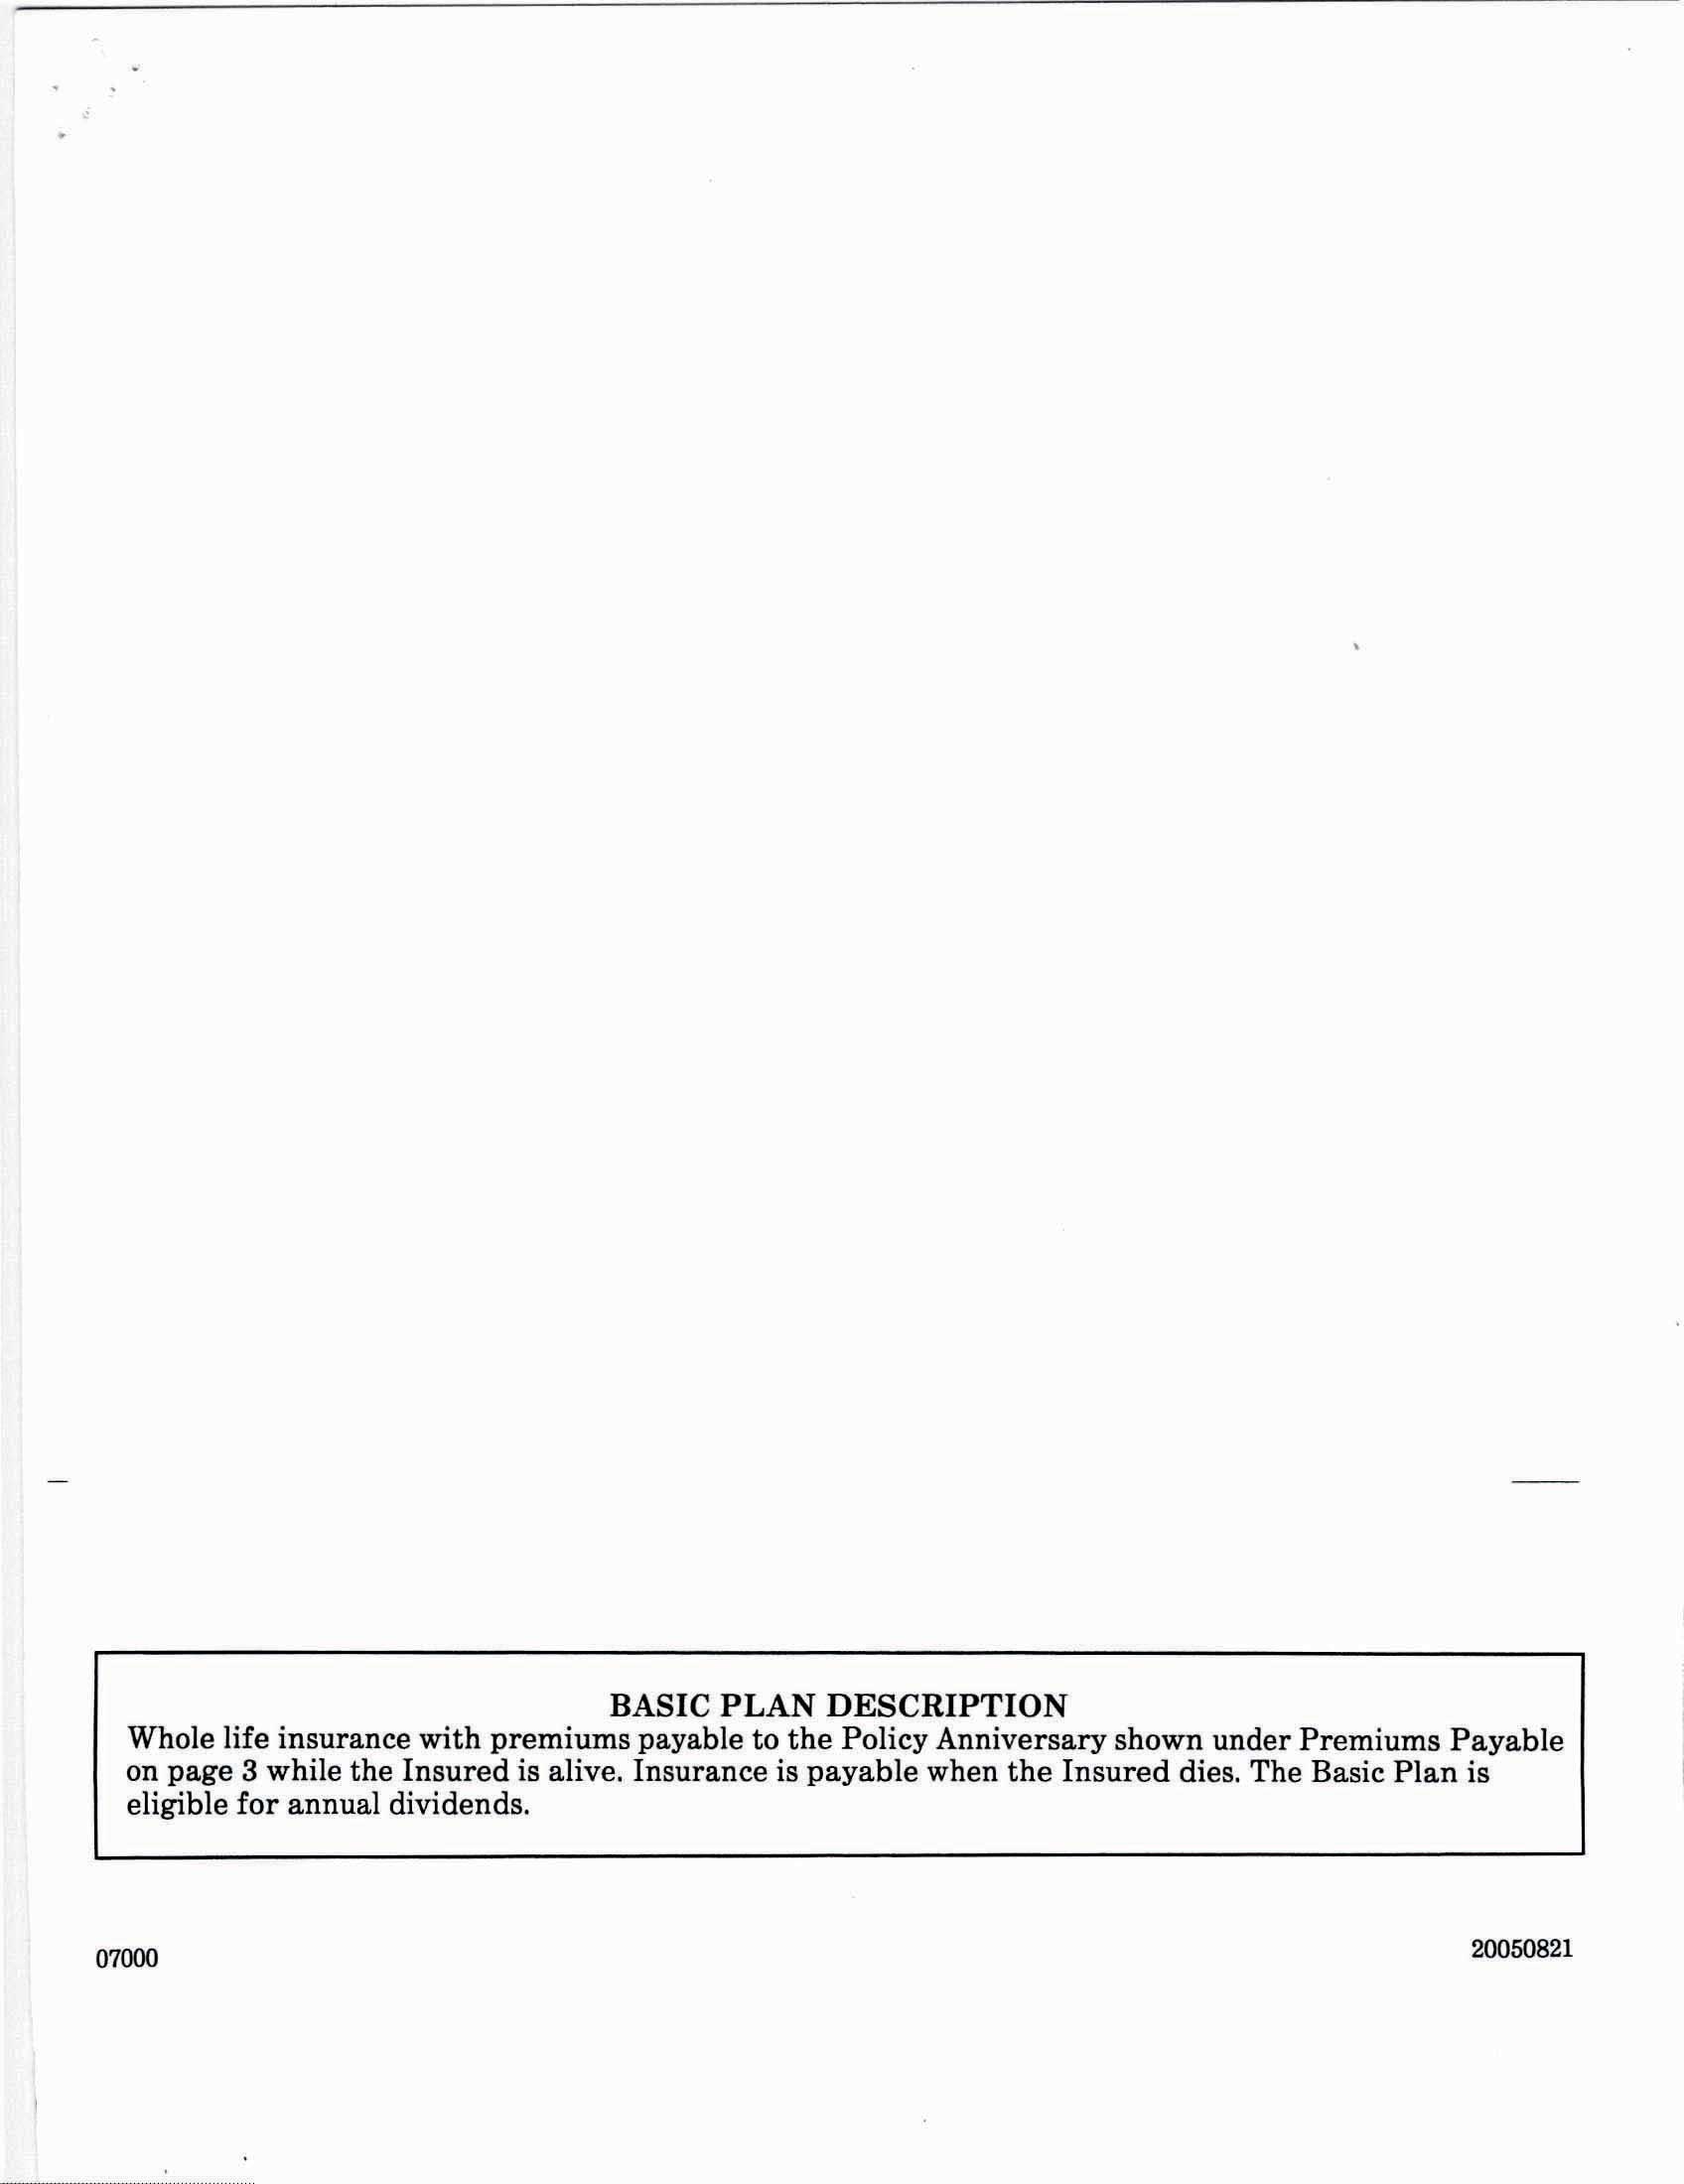 BASIC PLAN DESCRIPTION
Whole life insurance with premiums payable to the Policy Anniversary shown under Premiums Payable
on page 3 while the Insured is alive. Insurance is payable when the Insured dies. The Basic Plan is
eligible for annual dividends.
07000
20050821